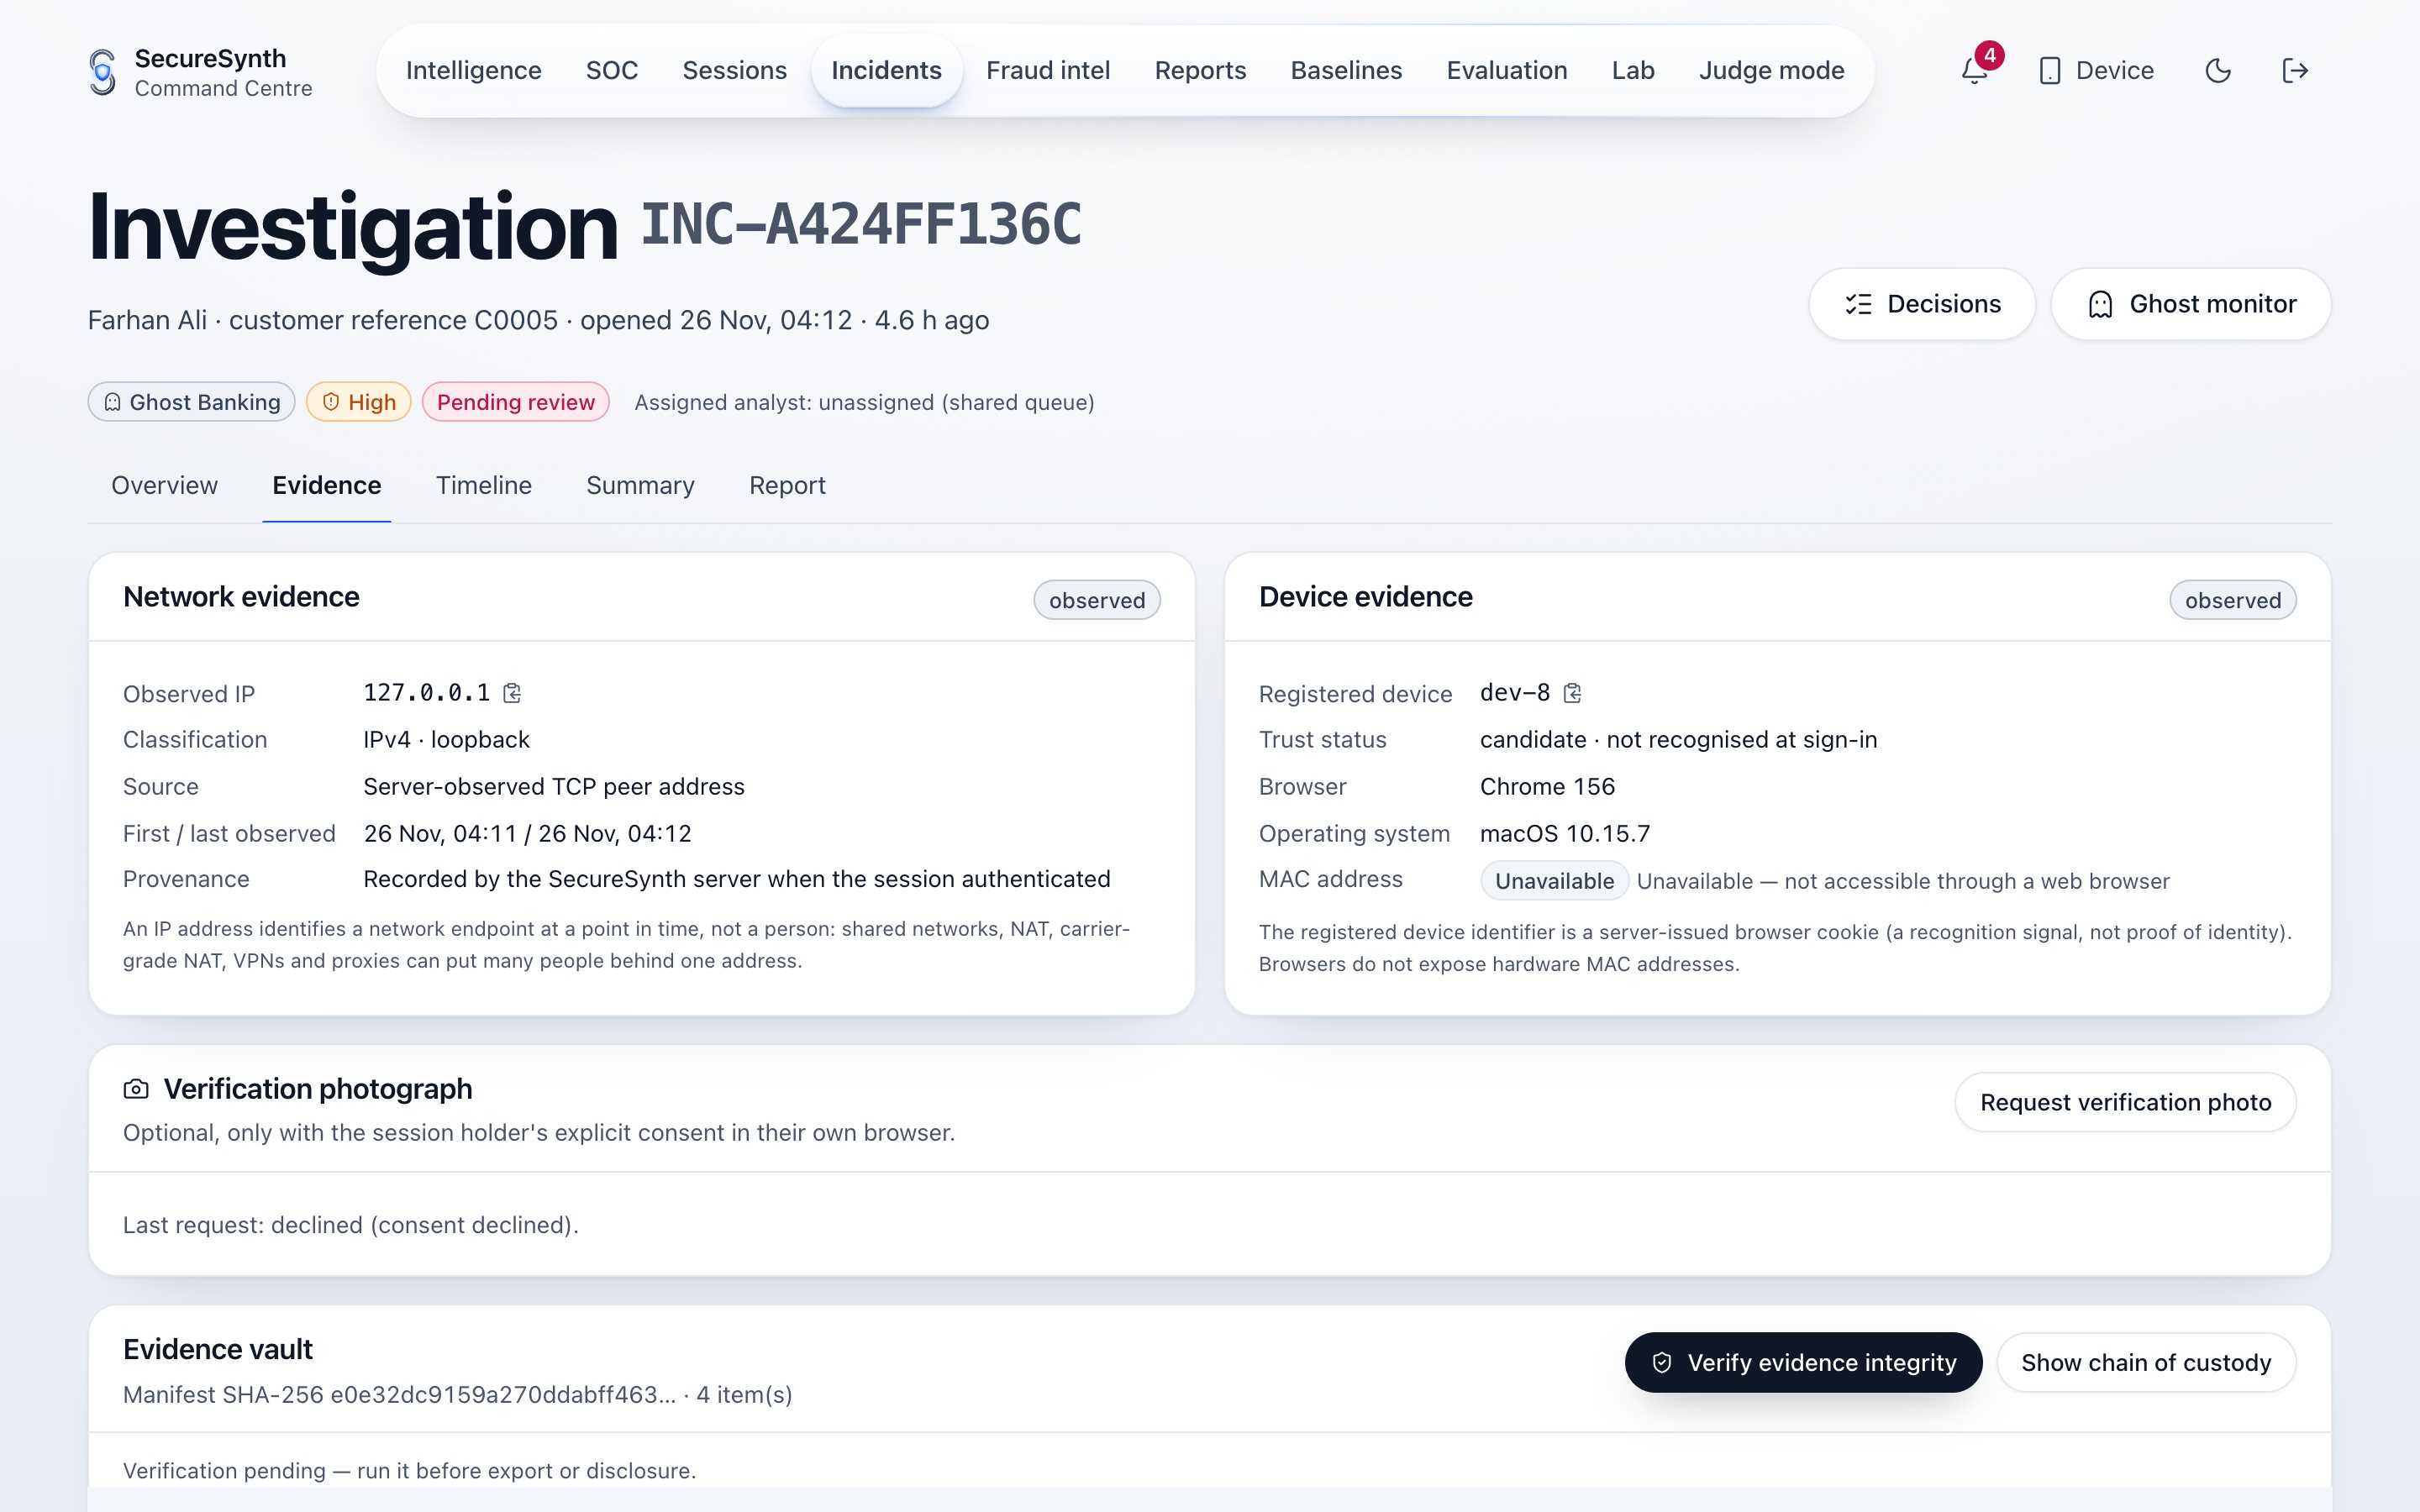 SecureSynth
Command Centre
Intelligence
SOC
Sessions
Incidents
Fraud intel
Reports
Baselines
Evaluation
Lab
Judge mode
4
Device
Investigation INC–A424FF136C
Farhan Ali · customer reference C0005 · opened 26 Nov, 04:12 · 4.6 h ago
Decisions
Ghost monitor
Ghost Banking
High
Pending review
Assigned analyst: unassigned (shared queue)
Overview
Evidence
Timeline
Summary
Report
Network evidence
observed
Observed IP 127.0.0.1
Classification IPv4 · loopback
Source Server-observed TCP peer address
First / last observed 26 Nov, 04:11 / 26 Nov, 04:12
Provenance Recorded by the SecureSynth server when the session authenticated
An IP address identifies a network endpoint at a point in time, not a person: shared networks, NAT, carrier-
grade NAT, VPNs and proxies can put many people behind one address.
Device evidence
observed
Registered device dev–8
Trust status candidate · not recognised at sign-in
Browser Chrome 156
Operating system macOS 10.15.7
MAC address Unavailable Unavailable — not accessible through a web browser
The registered device identifier is a server-issued browser cookie (a recognition signal, not proof of identity).
Browsers do not expose hardware MAC addresses.
Verification photograph
Optional, only with the session holder's explicit consent in their own browser.
Request verification photo
Last request: declined (consent declined).
Evidence vault
Manifest SHA-256 e0e32dc9159a270ddabff463... · 4 item(s)
Verify evidence integrity
Show chain of custody
Verification pending — run it before export or disclosure.